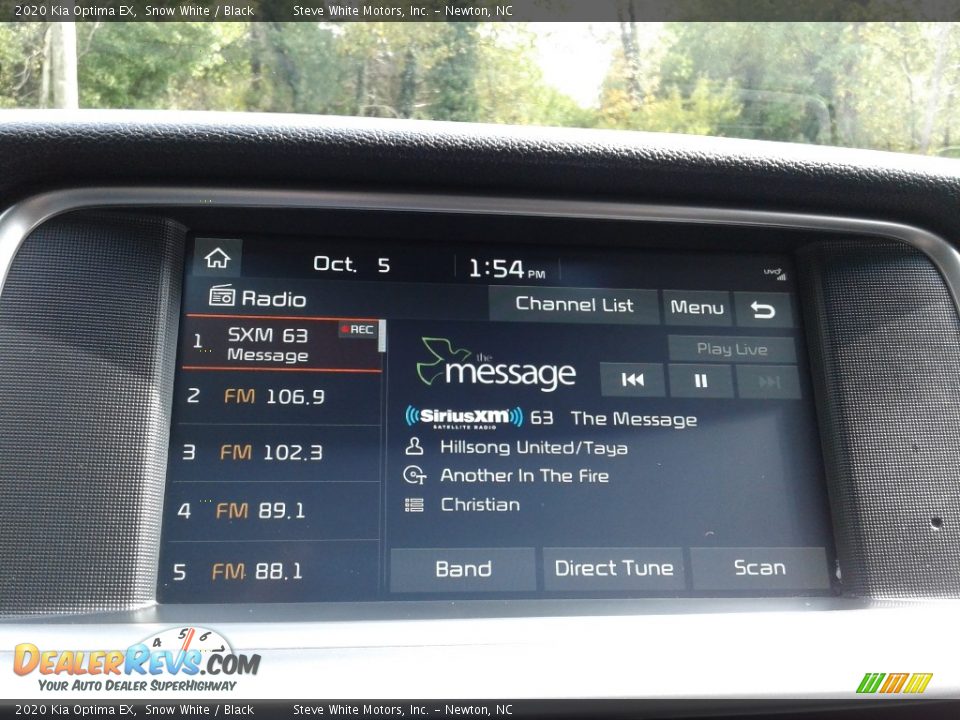 2020 Kia Optima EX, Snow White / Black Steve White Motors, Inc. – Newton, NC
Oct. 5 1:54 PM UVO
Radio Channel List Menu
1 SXM 63 REC
Message
2 FM 106.9
3 FM 102.3
4 FM 89.1
5 FM 88.1
the
message
Play Live
SiriusXM 63 The Message
SATELLITE RADIO
Hillsong United/Taya
Another In The Fire
Christian
Band Direct Tune Scan
4 5 6
DealerRevs.com
Your Auto Dealer SuperHighway
2020 Kia Optima EX, Snow White / Black Steve White Motors, Inc. – Newton, NC